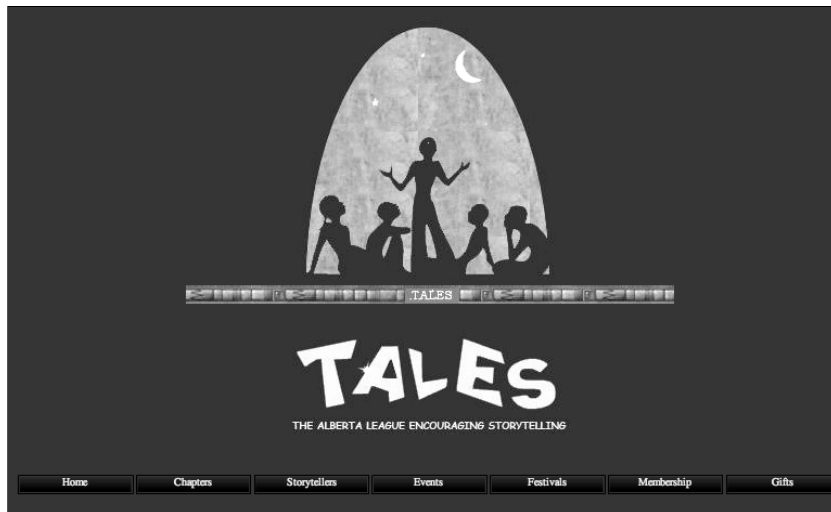 TALES
TALES
THE ALBERTA LEAGUE ENCOURAGING STORYTELLING
Home Chapters Storytellers Events Festivals Membership Gifts